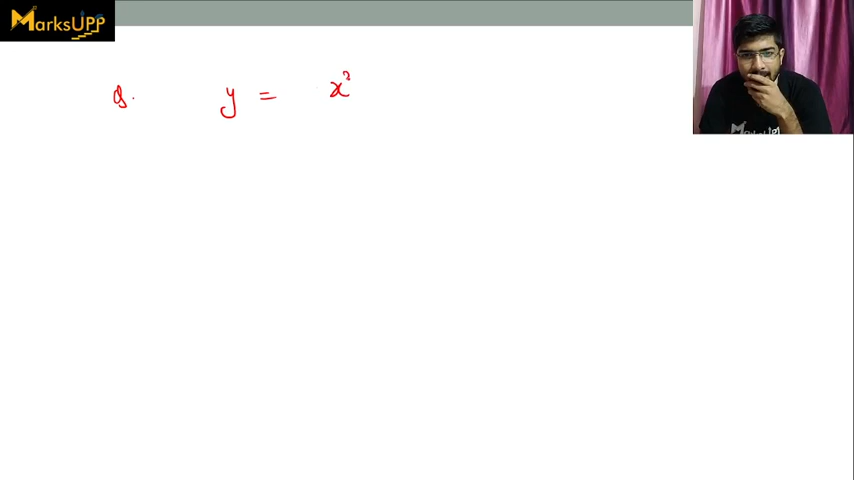 MarksUPP
Q. y = x²